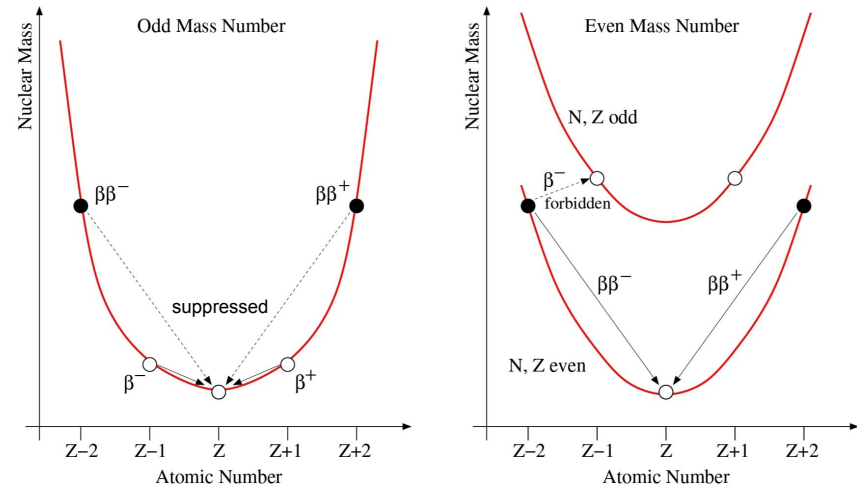 Odd Mass Number
Nuclear Mass
ββ⁻
ββ⁺
suppressed
β⁻
β⁺
Z−2
Z−1
Z
Z+1
Z+2
Atomic Number
Even Mass Number
Nuclear Mass
N, Z odd
β⁻
forbidden
ββ⁻
ββ⁺
N, Z even
Z−2
Z−1
Z
Z+1
Z+2
Atomic Number